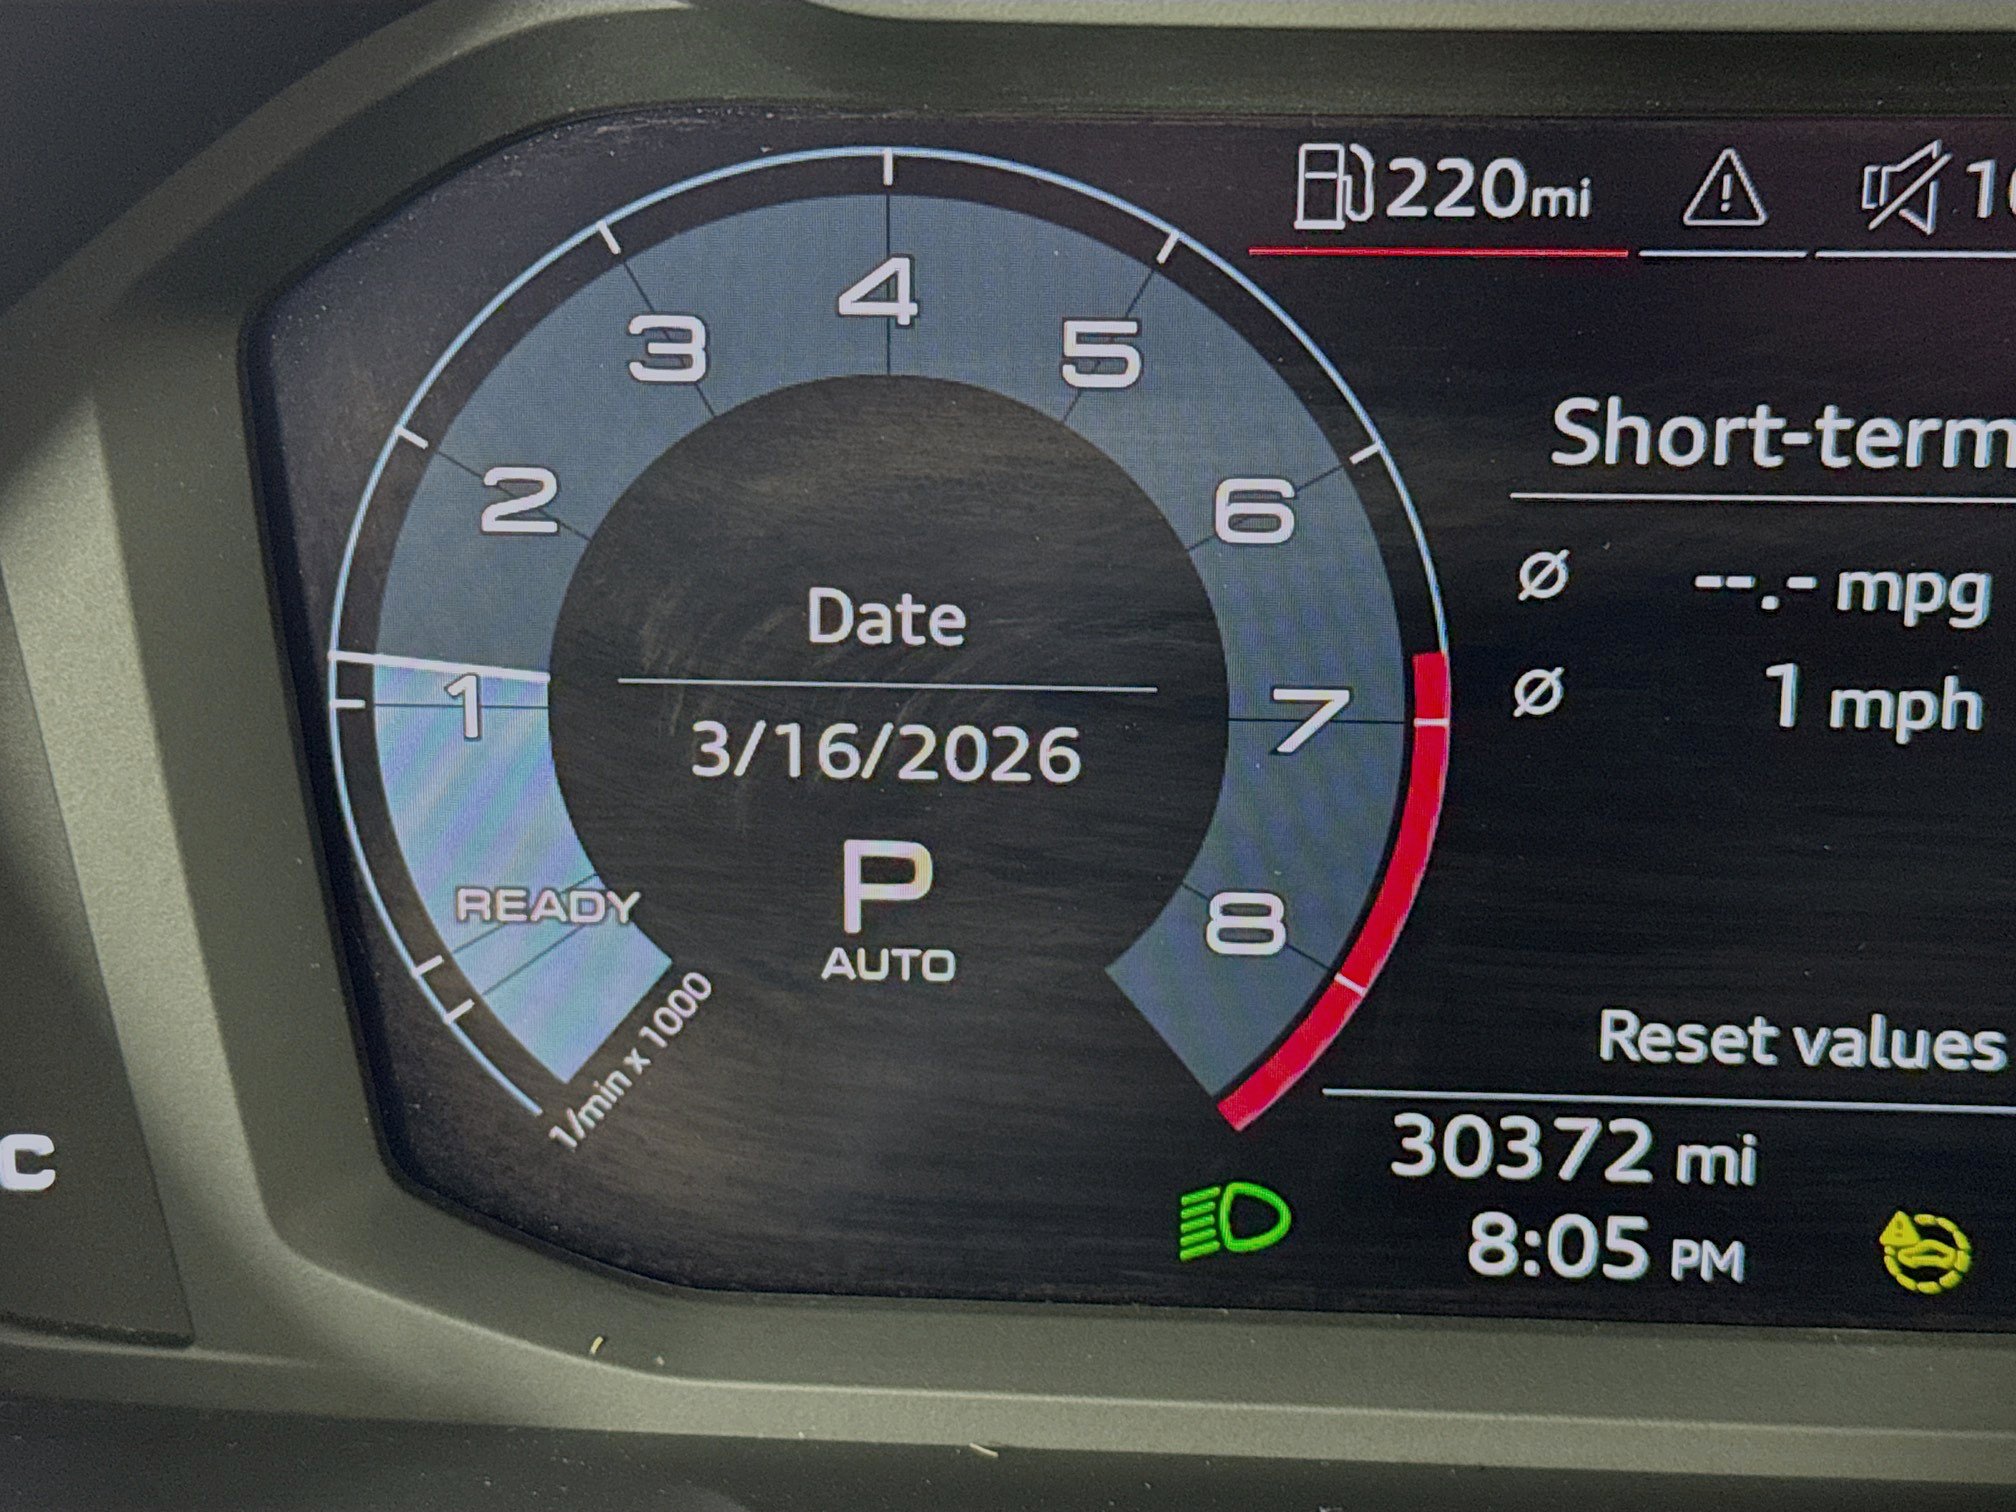 220mi
Short-term
4
3
5
2
6
Ø --.- mpg
Date
1
7
Ø 1 mph
3/16/2026
P
READY
8
AUTO
1/min x 1000
Reset values
30372 mi
C
8:05 PM